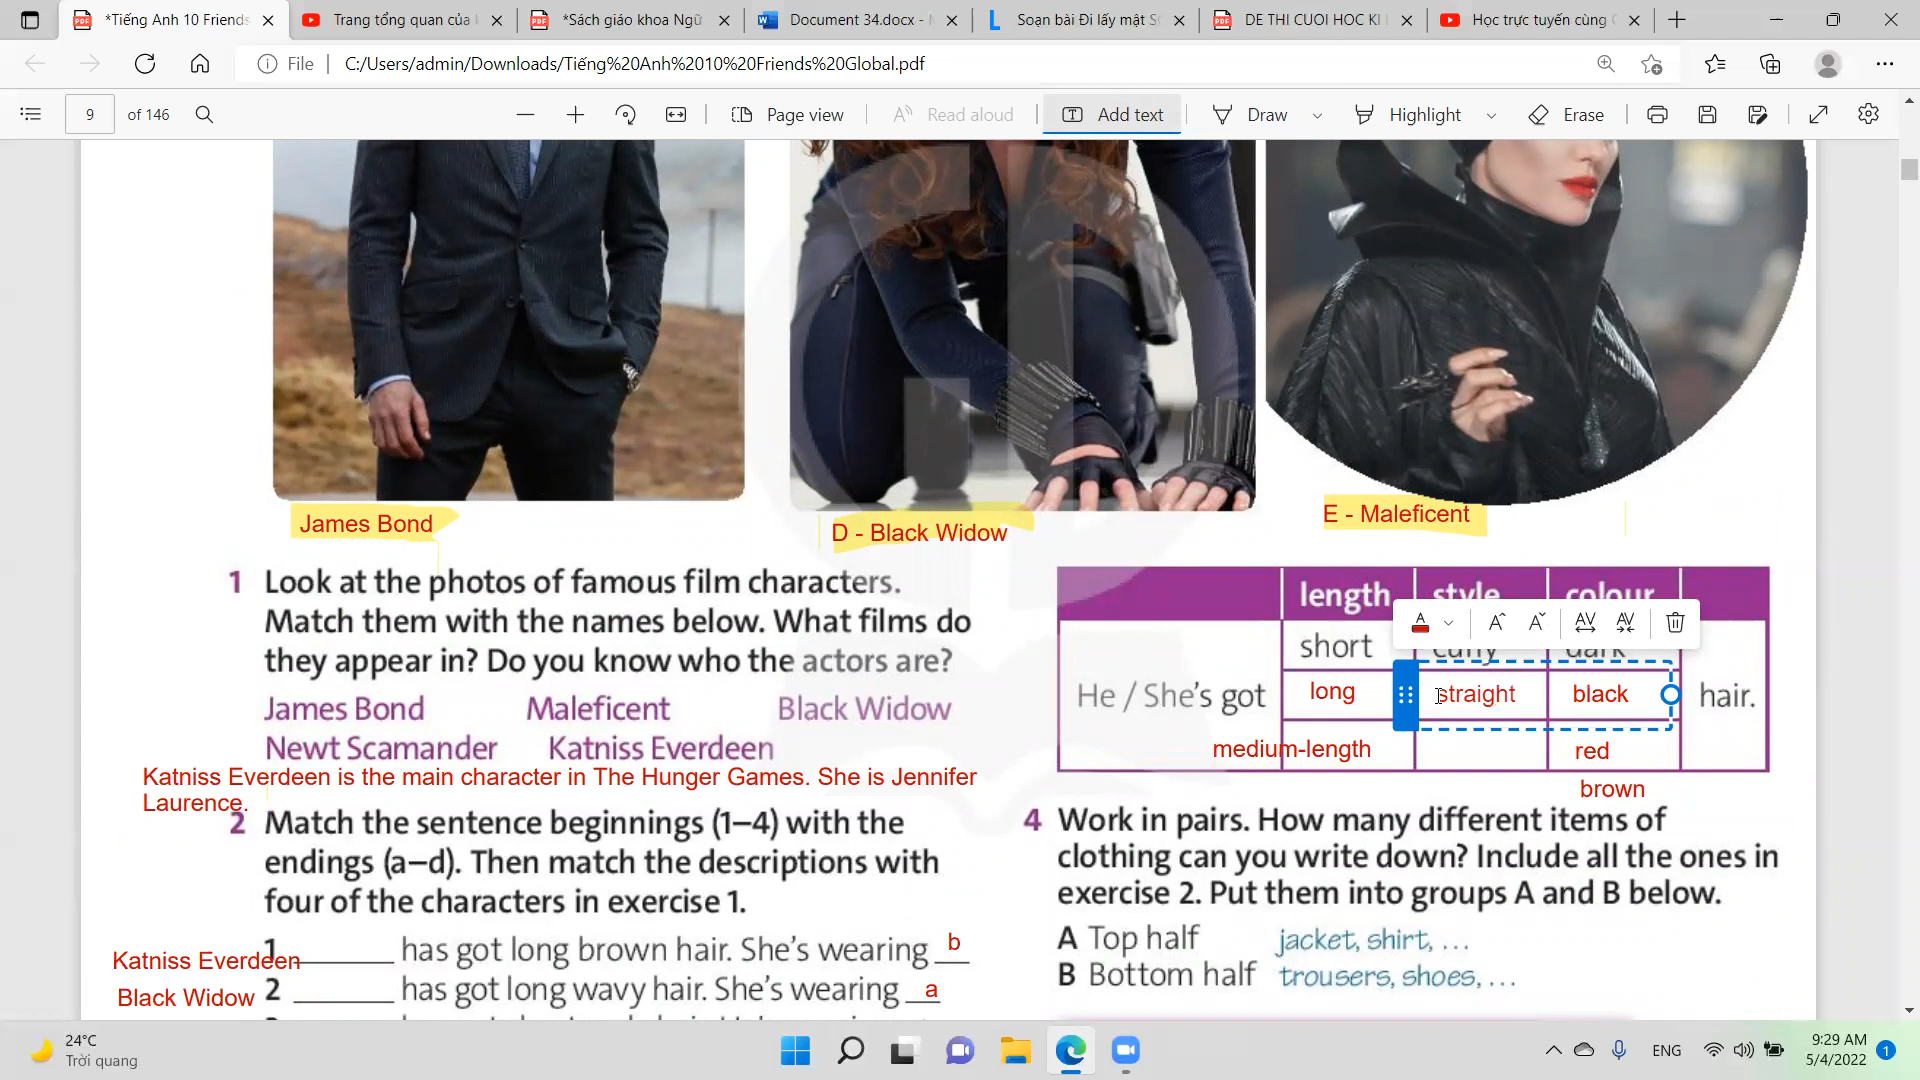 *Tiếng Anh 10 Friends
Trang tổng quan của
*Sách giáo khoa Ngữ
Document 34.docx -
Soạn bài Đi lấy mật
DE THI CUOI HOC KI
Học trực tuyến cùng
File
C:/Users/admin/Downloads/Tiếng%20Anh%2010%20Friends%20Global.pdf
9 of 146
Page view
Read aloud
Add text
Draw
Highlight
Erase
James Bond
D - Black Widow
E - Maleficent
1 Look at the photos of famous film characters.
Match them with the names below. What films do
they appear in? Do you know who the actors are?
James Bond Maleficent Black Widow
Newt Scamander Katniss Everdeen
Katniss Everdeen is the main character in The Hunger Games. She is Jennifer
Laurence.
2 Match the sentence beginnings (1–4) with the
endings (a–d). Then match the descriptions with
four of the characters in exercise 1.
Katniss Everdeen 1 ______ has got long brown hair. She's wearing __ b
Black Widow 2 ______ has got long wavy hair. She's wearing __ a
length style colour
short curly dark
He / She's got long straight black hair.
medium-length red
brown
4 Work in pairs. How many different items of
clothing can you write down? Include all the ones in
exercise 2. Put them into groups A and B below.
A Top half jacket, shirt, ...
B Bottom half trousers, shoes, ...
24°C
Trời quang
ENG
9:29 AM
5/4/2022
1